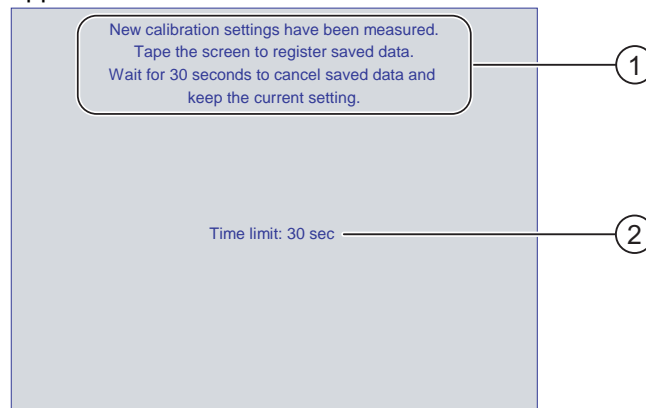 New calibration settings have been measured.
Tape the screen to register saved data.
Wait for 30 seconds to cancel saved data and
keep the current setting.
1
Time limit: 30 sec
2